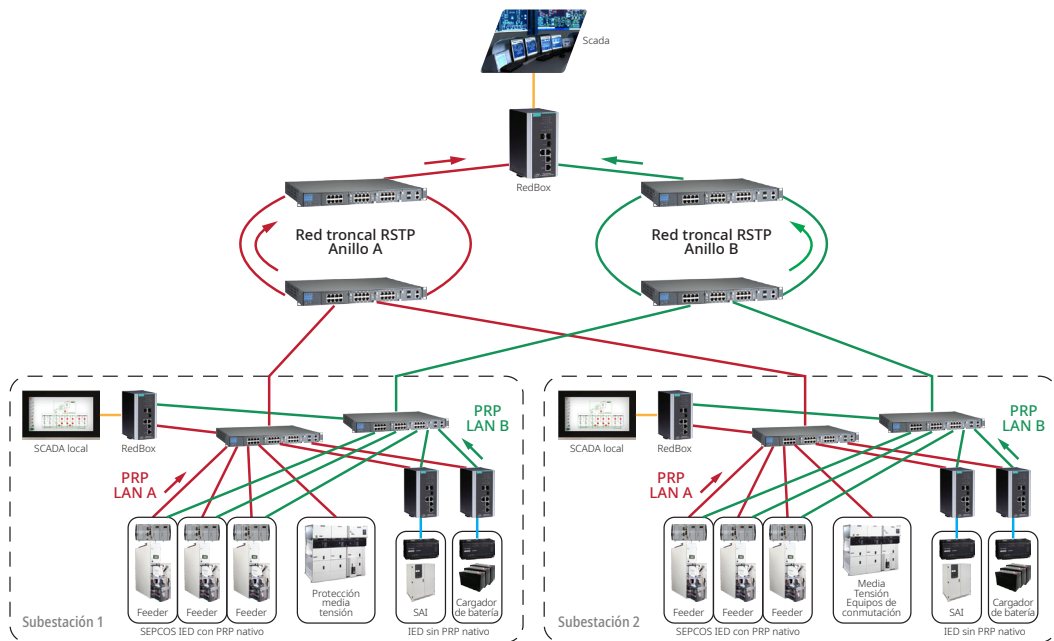 Scada
RedBox
Red troncal RSTP
Anillo A
Red troncal RSTP
Anillo B
SCADA local
RedBox
PRP
LAN B
PRP
LAN A
Feeder
Feeder
Feeder
Protección
media
tensión
SAI
Cargador
de batería
Subestación 1
SEPCOS IED con PRP nativo
IED sin PRP nativo
SCADA local
RedBox
PRP
LAN B
PRP
LAN A
Feeder
Feeder
Feeder
Media
Tensión
Equipos de
conmutación
SAI
Cargador
de batería
Subestación 2
SEPCOS IED con PRP nativo
IED sin PRP nativo